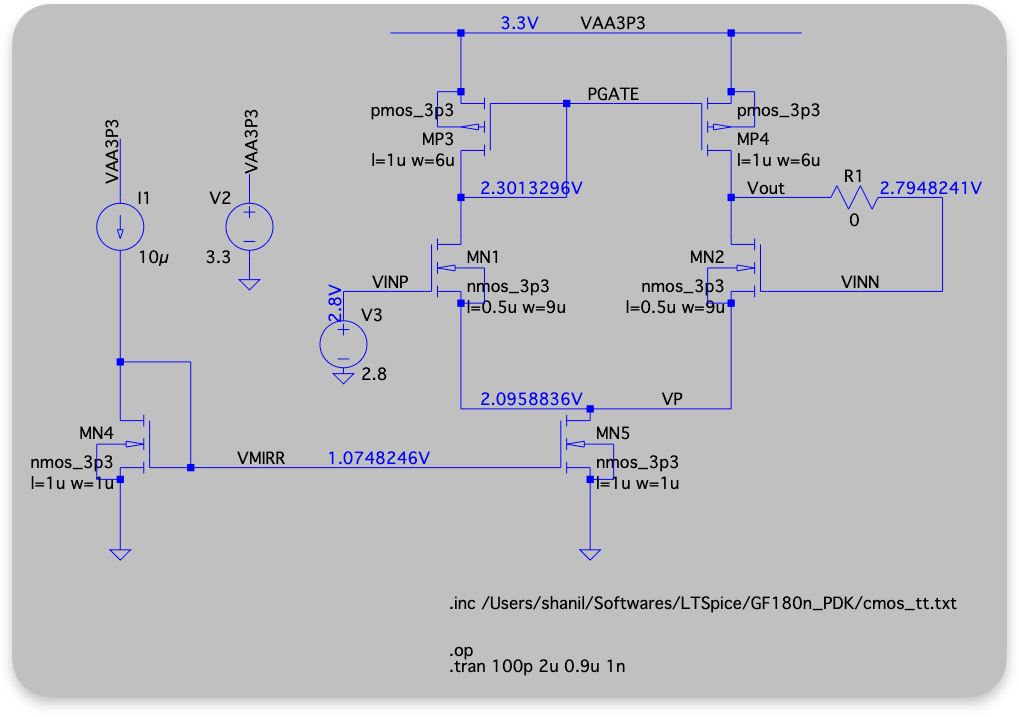 3.3V VAA3P3
PGATE
pmos_3p3
MP3
l=1u w=6u
pmos_3p3
MP4
l=1u w=6u
VAA3P3
I1
10µ
VAA3P3
V2
3.3
2.3013296V
Vout
R1
0
2.7948241V
MN1
nmos_3p3
l=0.5u w=9u
MN2
nmos_3p3
l=0.5u w=9u
VINP
VINN
2.8V
V3
2.8
2.0958836V
VP
MN4
nmos_3p3
l=1u w=1u
VMIRR
1.0748246V
MN5
nmos_3p3
l=1u w=1u
.inc /Users/shanil/Softwares/LTSpice/GF180n_PDK/cmos_tt.txt
.op
.tran 100p 2u 0.9u 1n